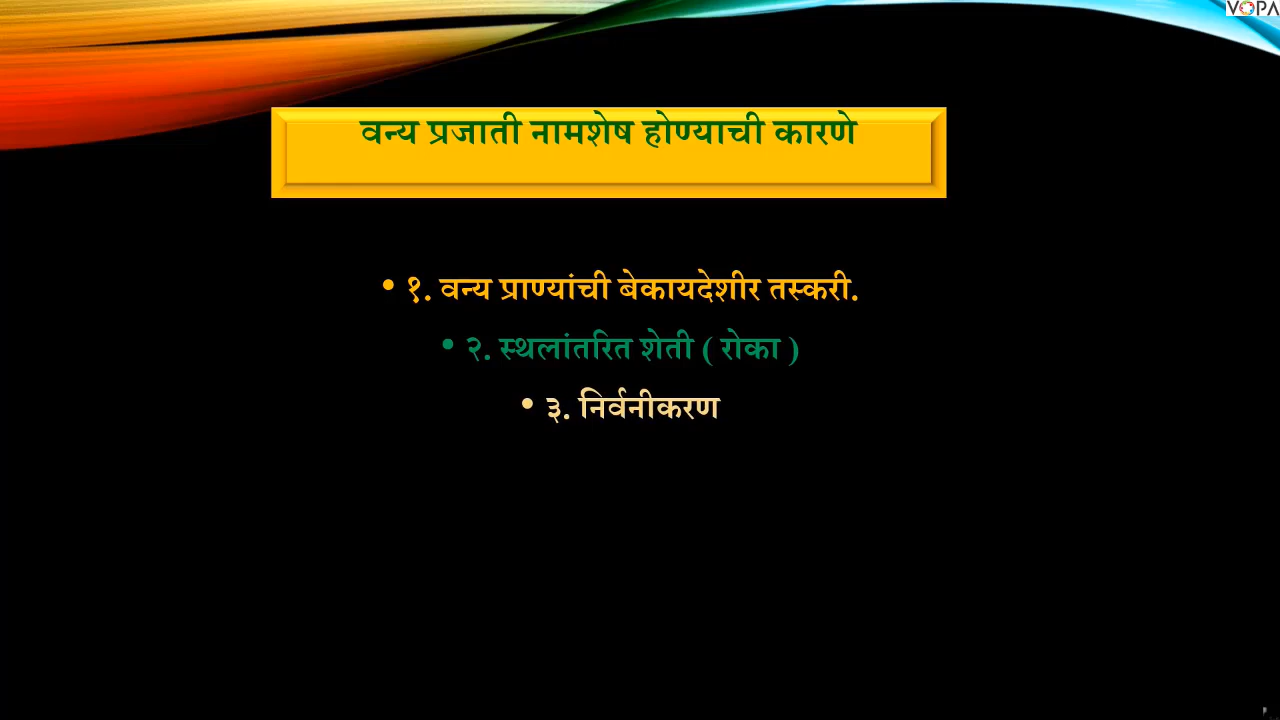 VOPA
वन्य प्रजाती नामशेष होण्याची कारणे
• १. वन्य प्राण्यांची बेकायदेशीर तस्करी.
• २. स्थलांतरित शेती ( रोका )
• ३. निर्वनीकरण